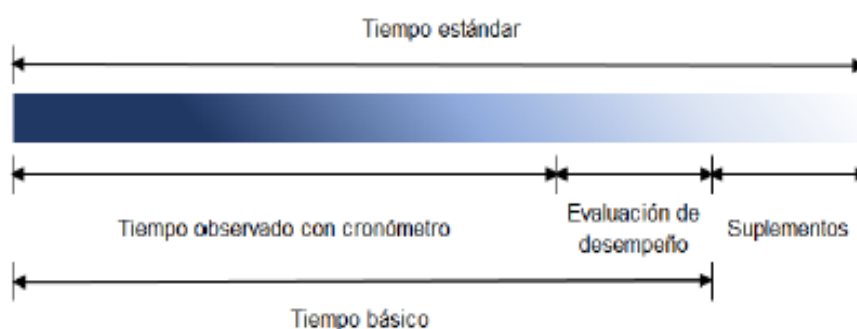 Tiempo estándar
Tiempo observado con cronómetro
Evaluación de
desempeño
Suplementos
Tiempo básico